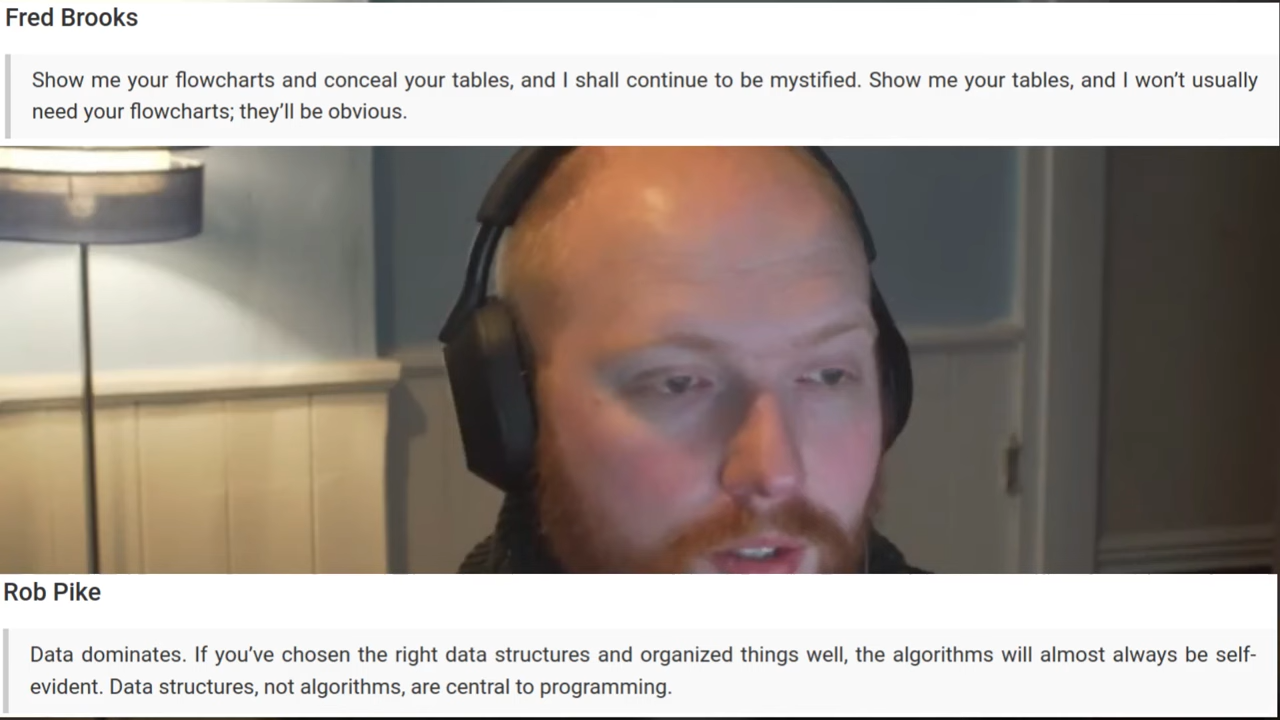 Fred Brooks
Show me your flowcharts and conceal your tables, and I shall continue to be mystified. Show me your tables, and I won’t usually
need your flowcharts; they’ll be obvious.
Rob Pike
Data dominates. If you’ve chosen the right data structures and organized things well, the algorithms will almost always be self-
evident. Data structures, not algorithms, are central to programming.